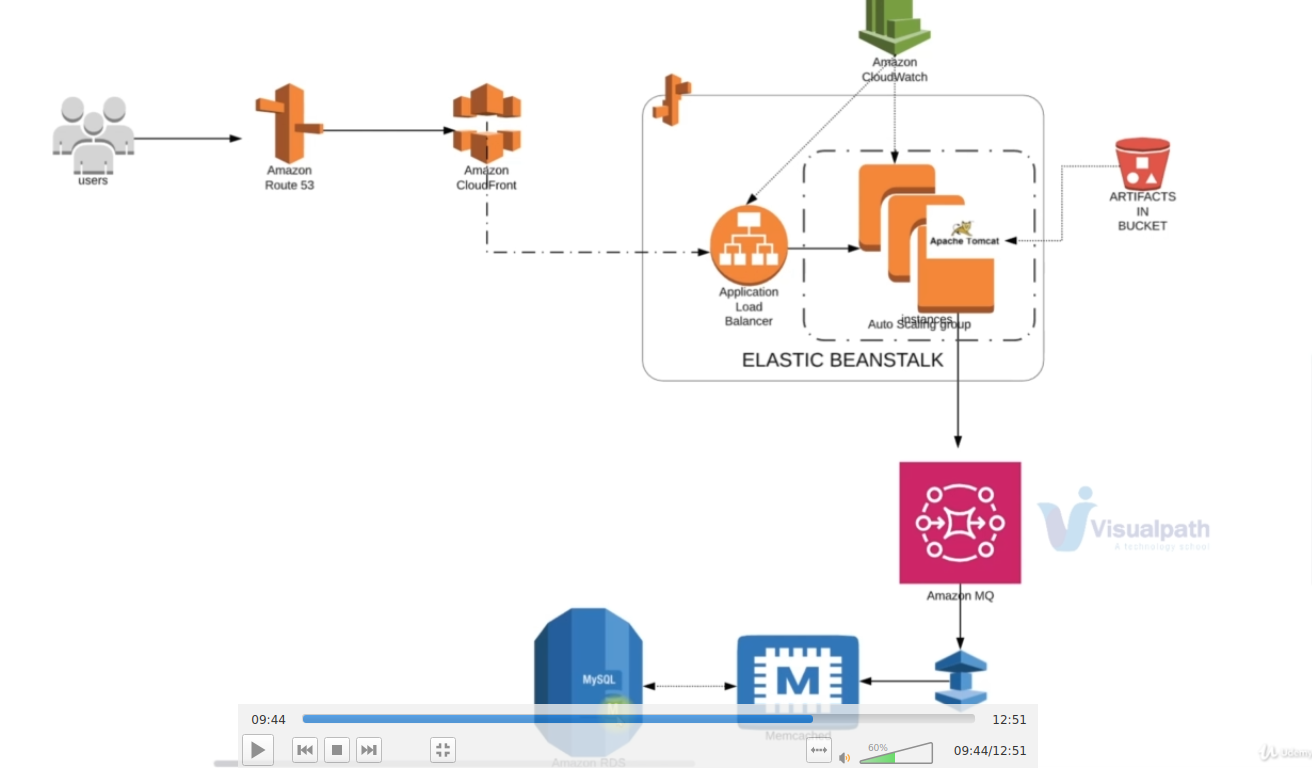 Amazon
CloudWatch
users
Amazon
Route 53
Amazon
CloudFront
Apache Tomcat
ARTIFACTS
IN
BUCKET
Application
Load
Balancer
instances
Auto Scaling group
ELASTIC BEANSTALK
Visualpath
A technology school
Amazon MQ
MySQL
M
M
Memcached
Amazon RDS
09:44
12:51
60%
09:44/12:51
Udemy